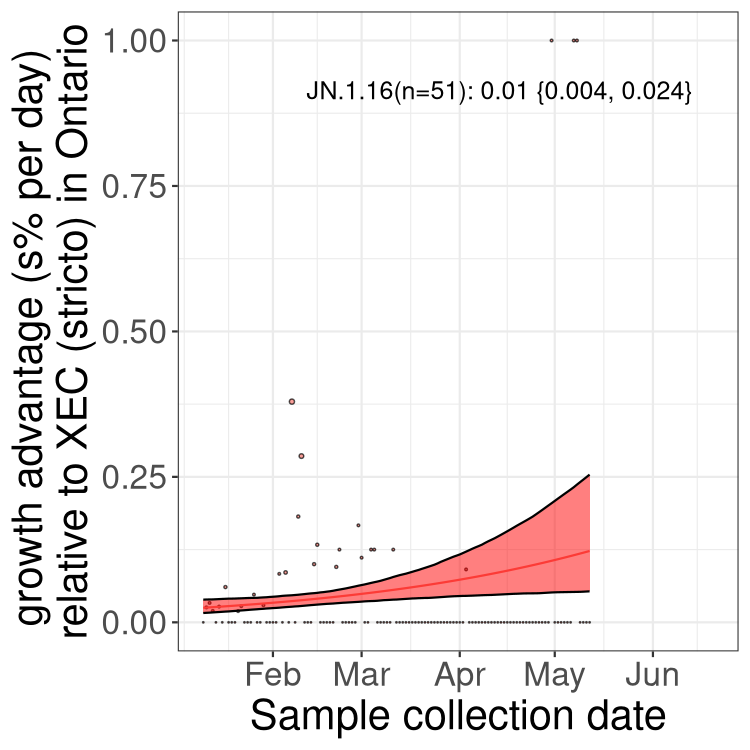 growth advantage (s% per day)
relative to XEC (stricto) in Ontario
1.00
0.75
0.50
0.25
0.00
JN.1.16(n=51): 0.01 {0.004, 0.024}
Feb Mar Apr May Jun
Sample collection date